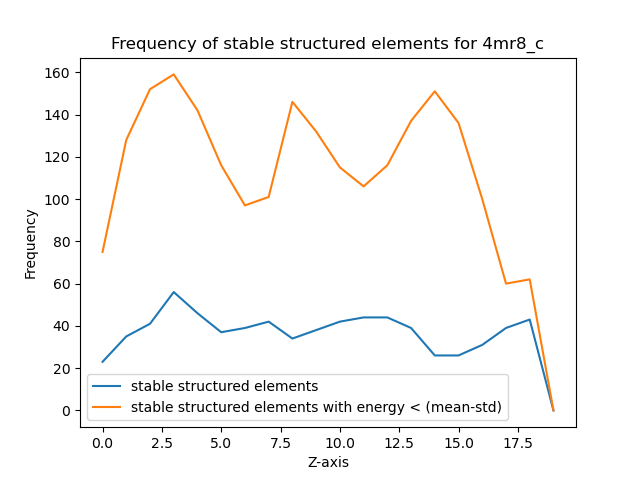 Frequency of stable structured elements for 4mr8_c
160
140
120
100
80
60
40
20
0
Frequency
stable structured elements
stable structured elements with energy < (mean-std)
0.0 2.5 5.0 7.5 10.0 12.5 15.0 17.5
Z-axis